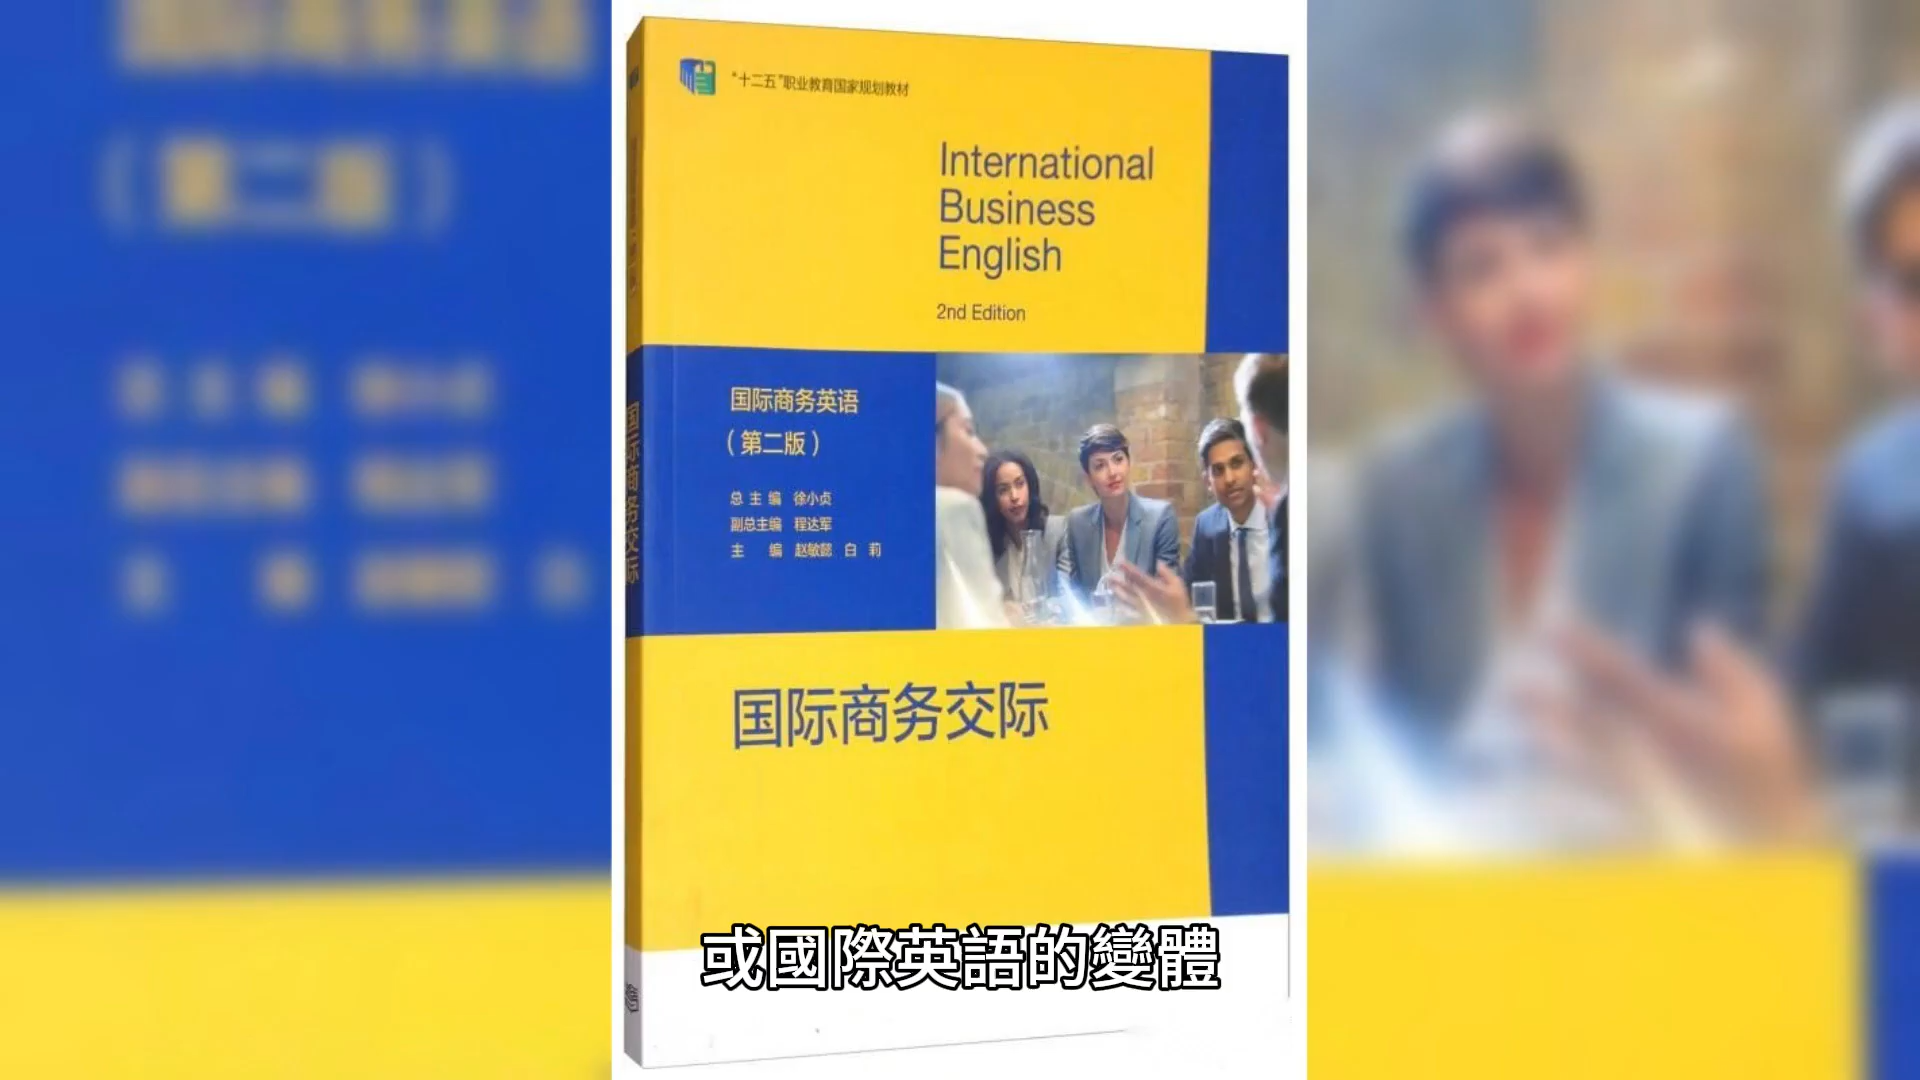 “十二五”职业教育国家规划教材
International
Business
English
2nd Edition
国际商务英语
（第二版）
总 主 编 徐小贞
副总主编 程达军
主 编 赵敏懿 白 莉
国际商务交际
国际商务交际
或國際英語的變體